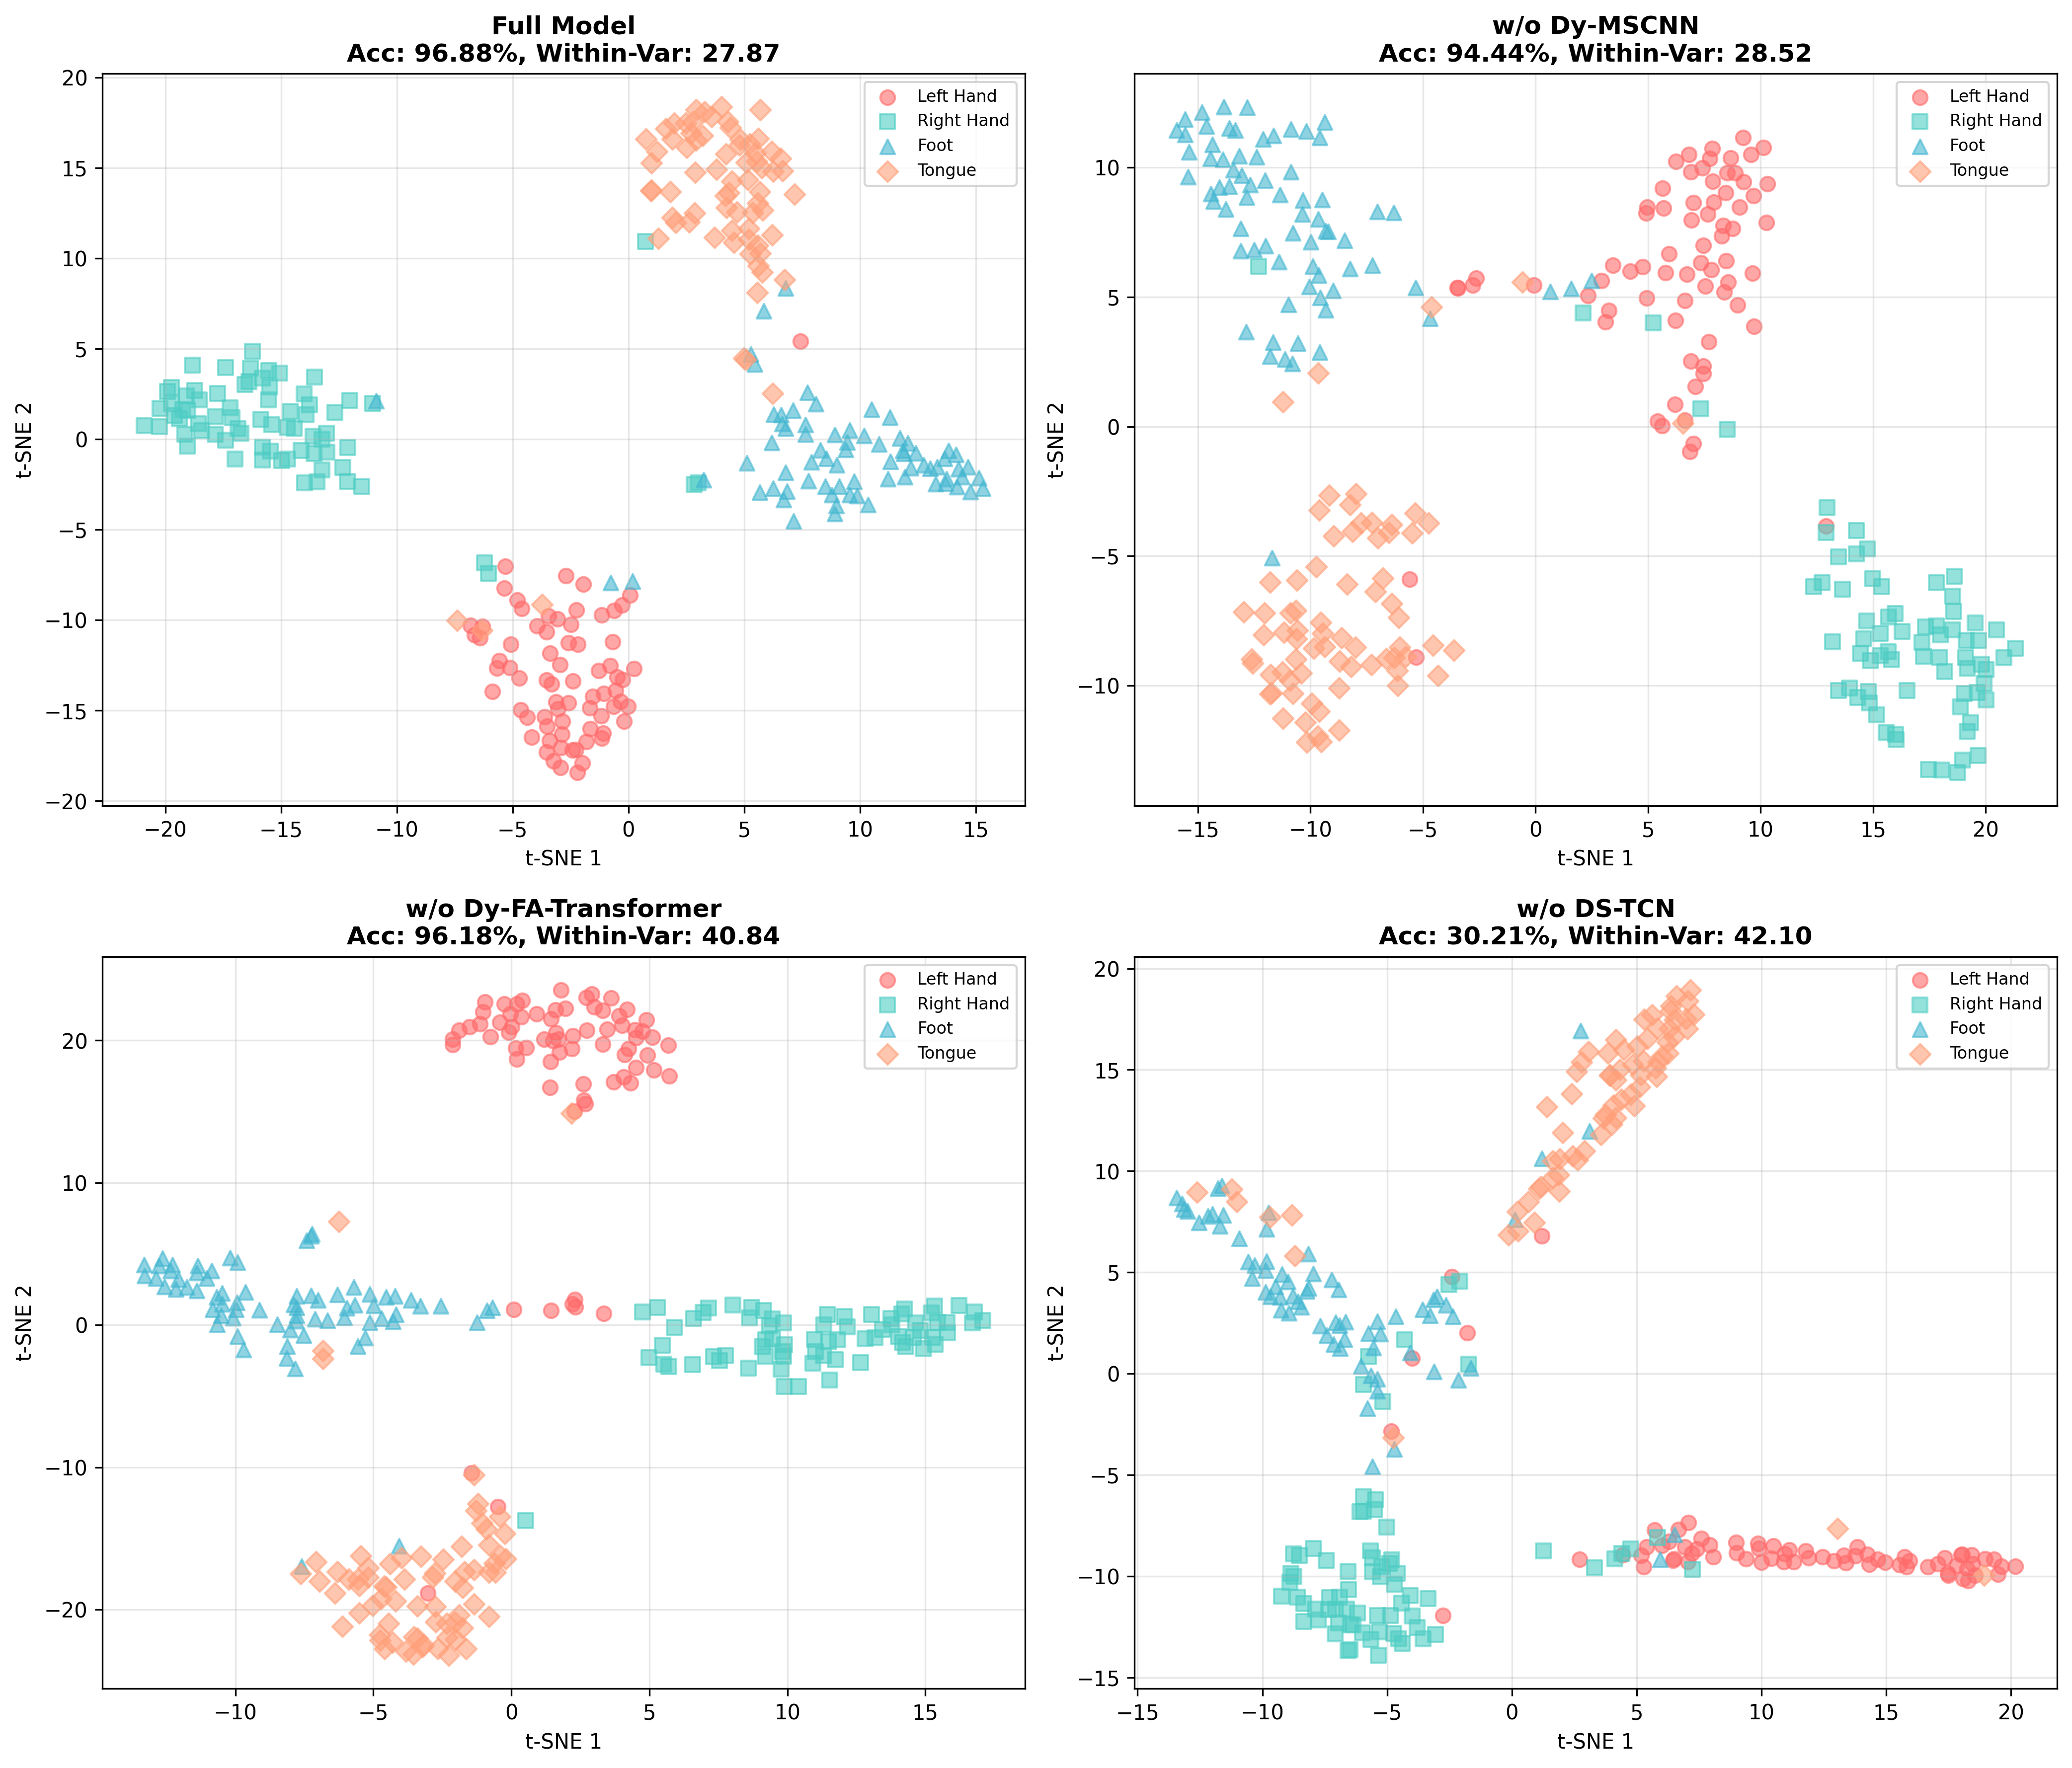 Full Model
Acc: 96.88%, Within-Var: 27.87
20
15
10
5
0
−5
−10
−15
−20
t-SNE 2
−20 −15 −10 −5 0 5 10 15
t-SNE 1
Left Hand
Right Hand
Foot
Tongue
w/o Dy-MSCNN
Acc: 94.44%, Within-Var: 28.52
10
5
0
−5
−10
t-SNE 2
−15 −10 −5 0 5 10 15 20
t-SNE 1
Left Hand
Right Hand
Foot
Tongue
w/o Dy-FA-Transformer
Acc: 96.18%, Within-Var: 40.84
20
10
0
−10
−20
t-SNE 2
−10 −5 0 5 10 15
t-SNE 1
Left Hand
Right Hand
Foot
Tongue
w/o DS-TCN
Acc: 30.21%, Within-Var: 42.10
20
15
10
5
0
−5
−10
−15
t-SNE 2
−15 −10 −5 0 5 10 15 20
t-SNE 1
Left Hand
Right Hand
Foot
Tongue